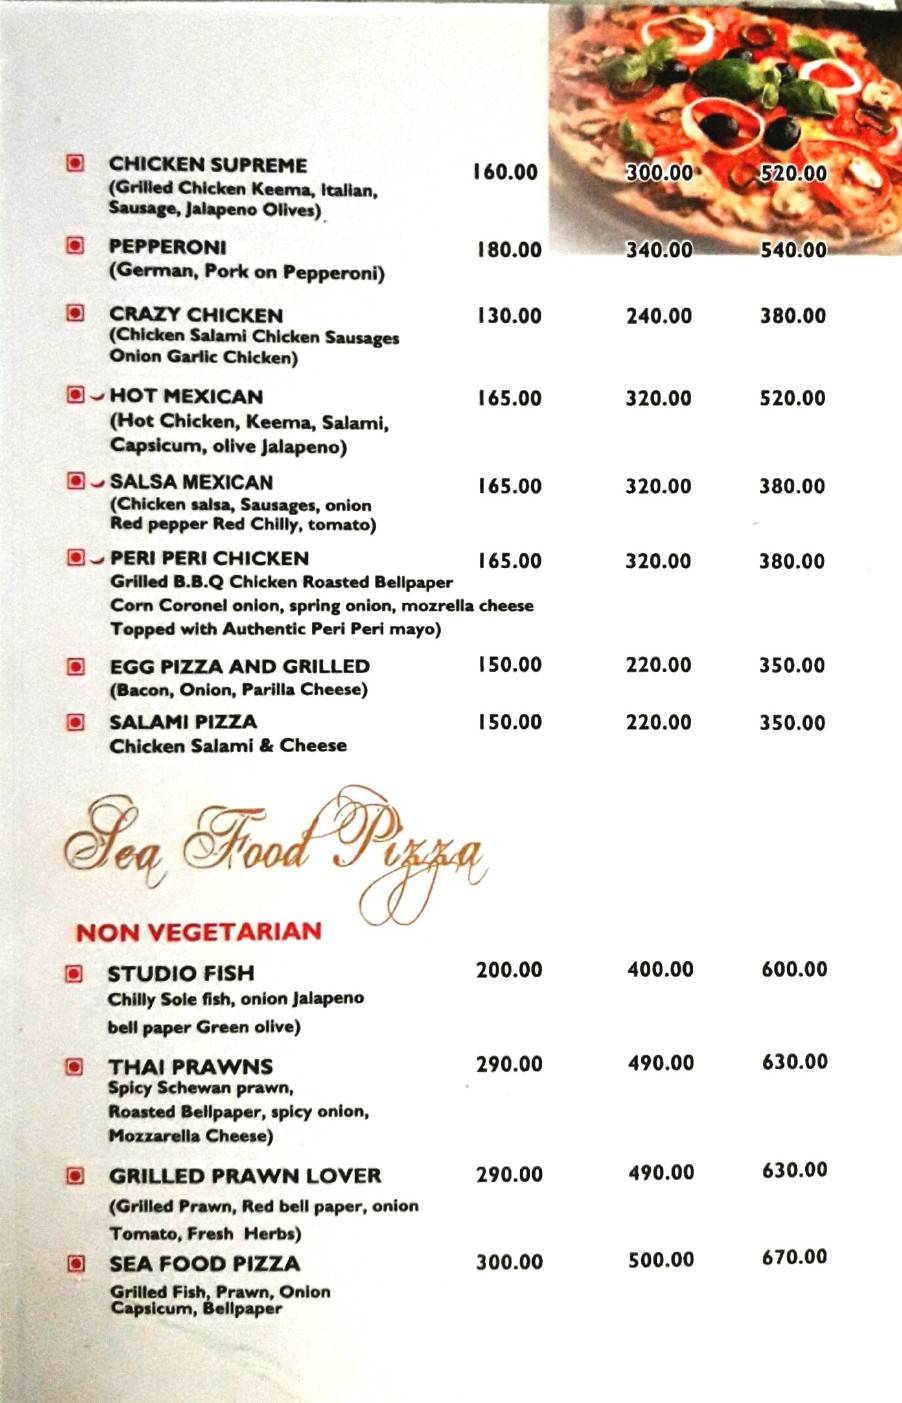 CHICKEN SUPREME 160.00 300.00 520.00
(Grilled Chicken Keema, Italian,
Sausage, Jalapeno Olives)
PEPPERONI 180.00 340.00 540.00
(German, Pork on Pepperoni)
CRAZY CHICKEN 130.00 240.00 380.00
(Chicken Salami Chicken Sausages
Onion Garlic Chicken)
HOT MEXICAN 165.00 320.00 520.00
(Hot Chicken, Keema, Salami,
Capsicum, olive Jalapeno)
SALSA MEXICAN 165.00 320.00 380.00
(Chicken salsa, Sausages, onion
Red pepper Red Chilly, tomato)
PERI PERI CHICKEN 165.00 320.00 380.00
Grilled B.B.Q Chicken Roasted Bellpaper
Corn Coronel onion, spring onion, mozrella cheese
Topped with Authentic Peri Peri mayo)
EGG PIZZA AND GRILLED 150.00 220.00 350.00
(Bacon, Onion, Parilla Cheese)
SALAMI PIZZA 150.00 220.00 350.00
Chicken Salami & Cheese
Sea Food Pizza
NON VEGETARIAN
STUDIO FISH 200.00 400.00 600.00
Chilly Sole fish, onion Jalapeno
bell paper Green olive)
THAI PRAWNS 290.00 490.00 630.00
Spicy Schewan prawn,
Roasted Bellpaper, spicy onion,
Mozzarella Cheese)
GRILLED PRAWN LOVER 290.00 490.00 630.00
(Grilled Prawn, Red bell paper, onion
Tomato, Fresh Herbs)
SEA FOOD PIZZA 300.00 500.00 670.00
Grilled Fish, Prawn, Onion
Capsicum, Bellpaper